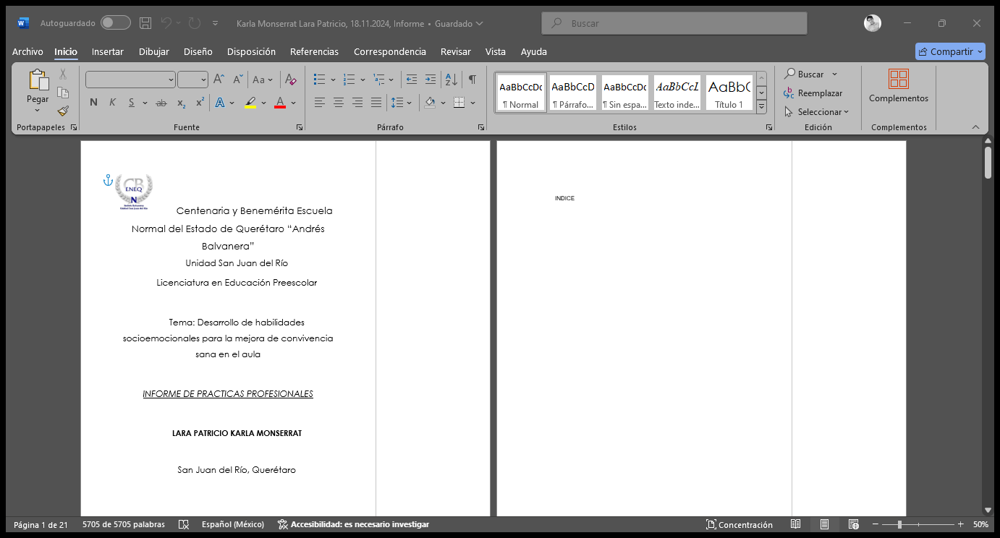 Autoguardado
Karla Monserrat Lara Patricio, 18.11.2024, Informe • Guardado
Buscar
Archivo Inicio Insertar Dibujar Diseño Disposición Referencias Correspondencia Revisar Vista Ayuda
Compartir
Pegar
Portapapeles
Aa
N K S ab x₂ x² A A
Fuente
Párrafo
AaBbCcDc AaBbCcD AaBbCcDc AaBbCcI AaBbC
¶ Normal ¶ Párrafo... ¶ Sin espa... Texto inde... Título 1
Estilos
Buscar
Reemplazar
Seleccionar
Edición
Complementos
Complementos
CB
ENEQ
N
Centenaria y Benemérita Escuela
Normal del Estado de Querétaro “Andrés
Balvanera”
Unidad San Juan del Río
Licenciatura en Educación Preescolar
Tema: Desarrollo de habilidades
socioemocionales para la mejora de convivencia
sana en el aula
INFORME DE PRACTICAS PROFESIONALES
LARA PATRICIO KARLA MONSERRAT
San Juan del Río, Querétaro
INDICE
Página 1 de 21 5705 de 5705 palabras Español (México) Accesibilidad: es necesario investigar
Concentración
50%